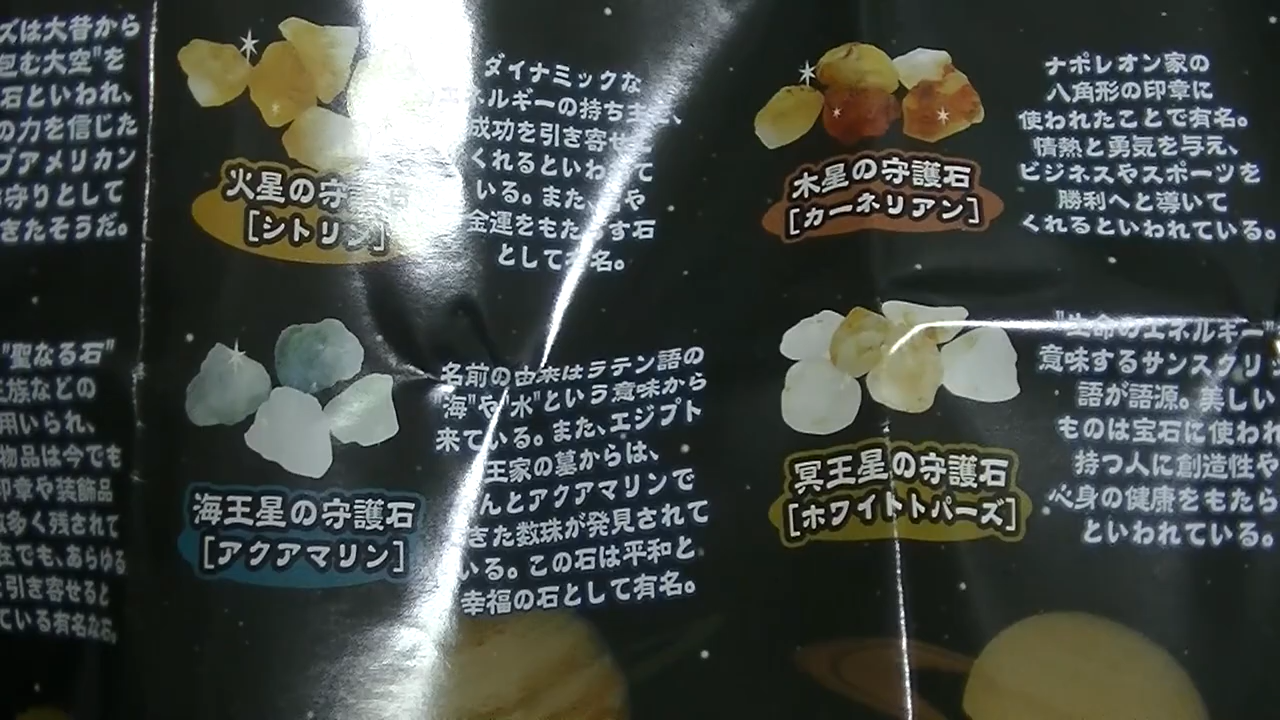 ズは大昔から
包む大空"を
石といわれ、
の力を信じた
ブアメリカン
守りとして
きたそうだ。
火星の守護石
[シトリン]
ダイナミックな
ルギーの持ち主
成功を引き寄せ
くれるといわ て
いる。また や
金運をもた す石
として 名。
木星の守護石
[カーネリアン]
ナポレオン家の
八角形の印章に
使われたことで有名。
情熱と勇気を与え、
ビジネスやスポーツを
勝利へと導いて
くれるといわれている。
"聖なる石"
族などの
用いられ、
物品は今でも
印章や装飾品
多く残されて
でも、あらゆる
引き寄せると
ている有名な石。
海王星の守護石
[アクアマリン]
名前の由来はラテン語の
"海"や"水"という意味から
来ている。また、エジプト
王家の墓からは、
んとアクアマリンで
きた数珠が発見されて
いる。この石は平和と
幸福の石として有名。
冥王星の守護石
[ホワイトトパーズ]
"生命のエネルギー"
意味するサンスクリッ
語が語源。美しい
ものは宝石に使われ
持つ人に創造性や
心身の健康をもたら
といわれている。